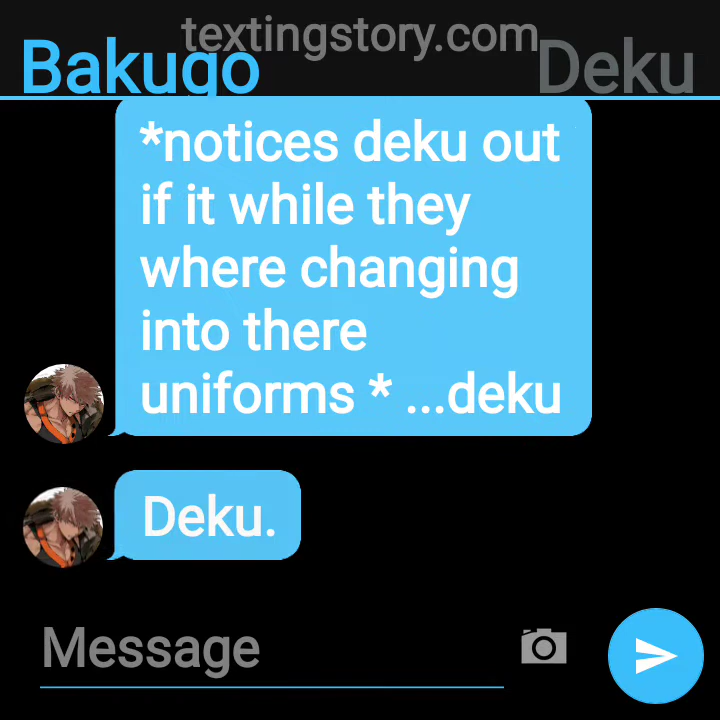 textingstory.com
Bakugo Deku
*notices deku out
if it while they
where changing
into there
uniforms * ...deku
Deku.
Message